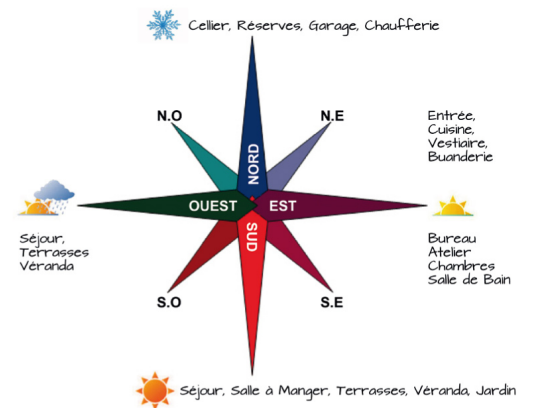 Cellier, Réserves, Garage, Chaufferie
N.O
N.E
Entrée,
Cuisine,
Vestiaire,
Buanderie
NORD
OUEST
EST
SUD
Séjour,
Terrasses
Véranda
Bureau
Atelier
Chambres
Salle de Bain
S.O
S.E
Séjour, Salle à Manger, Terrasses, Véranda, Jardin